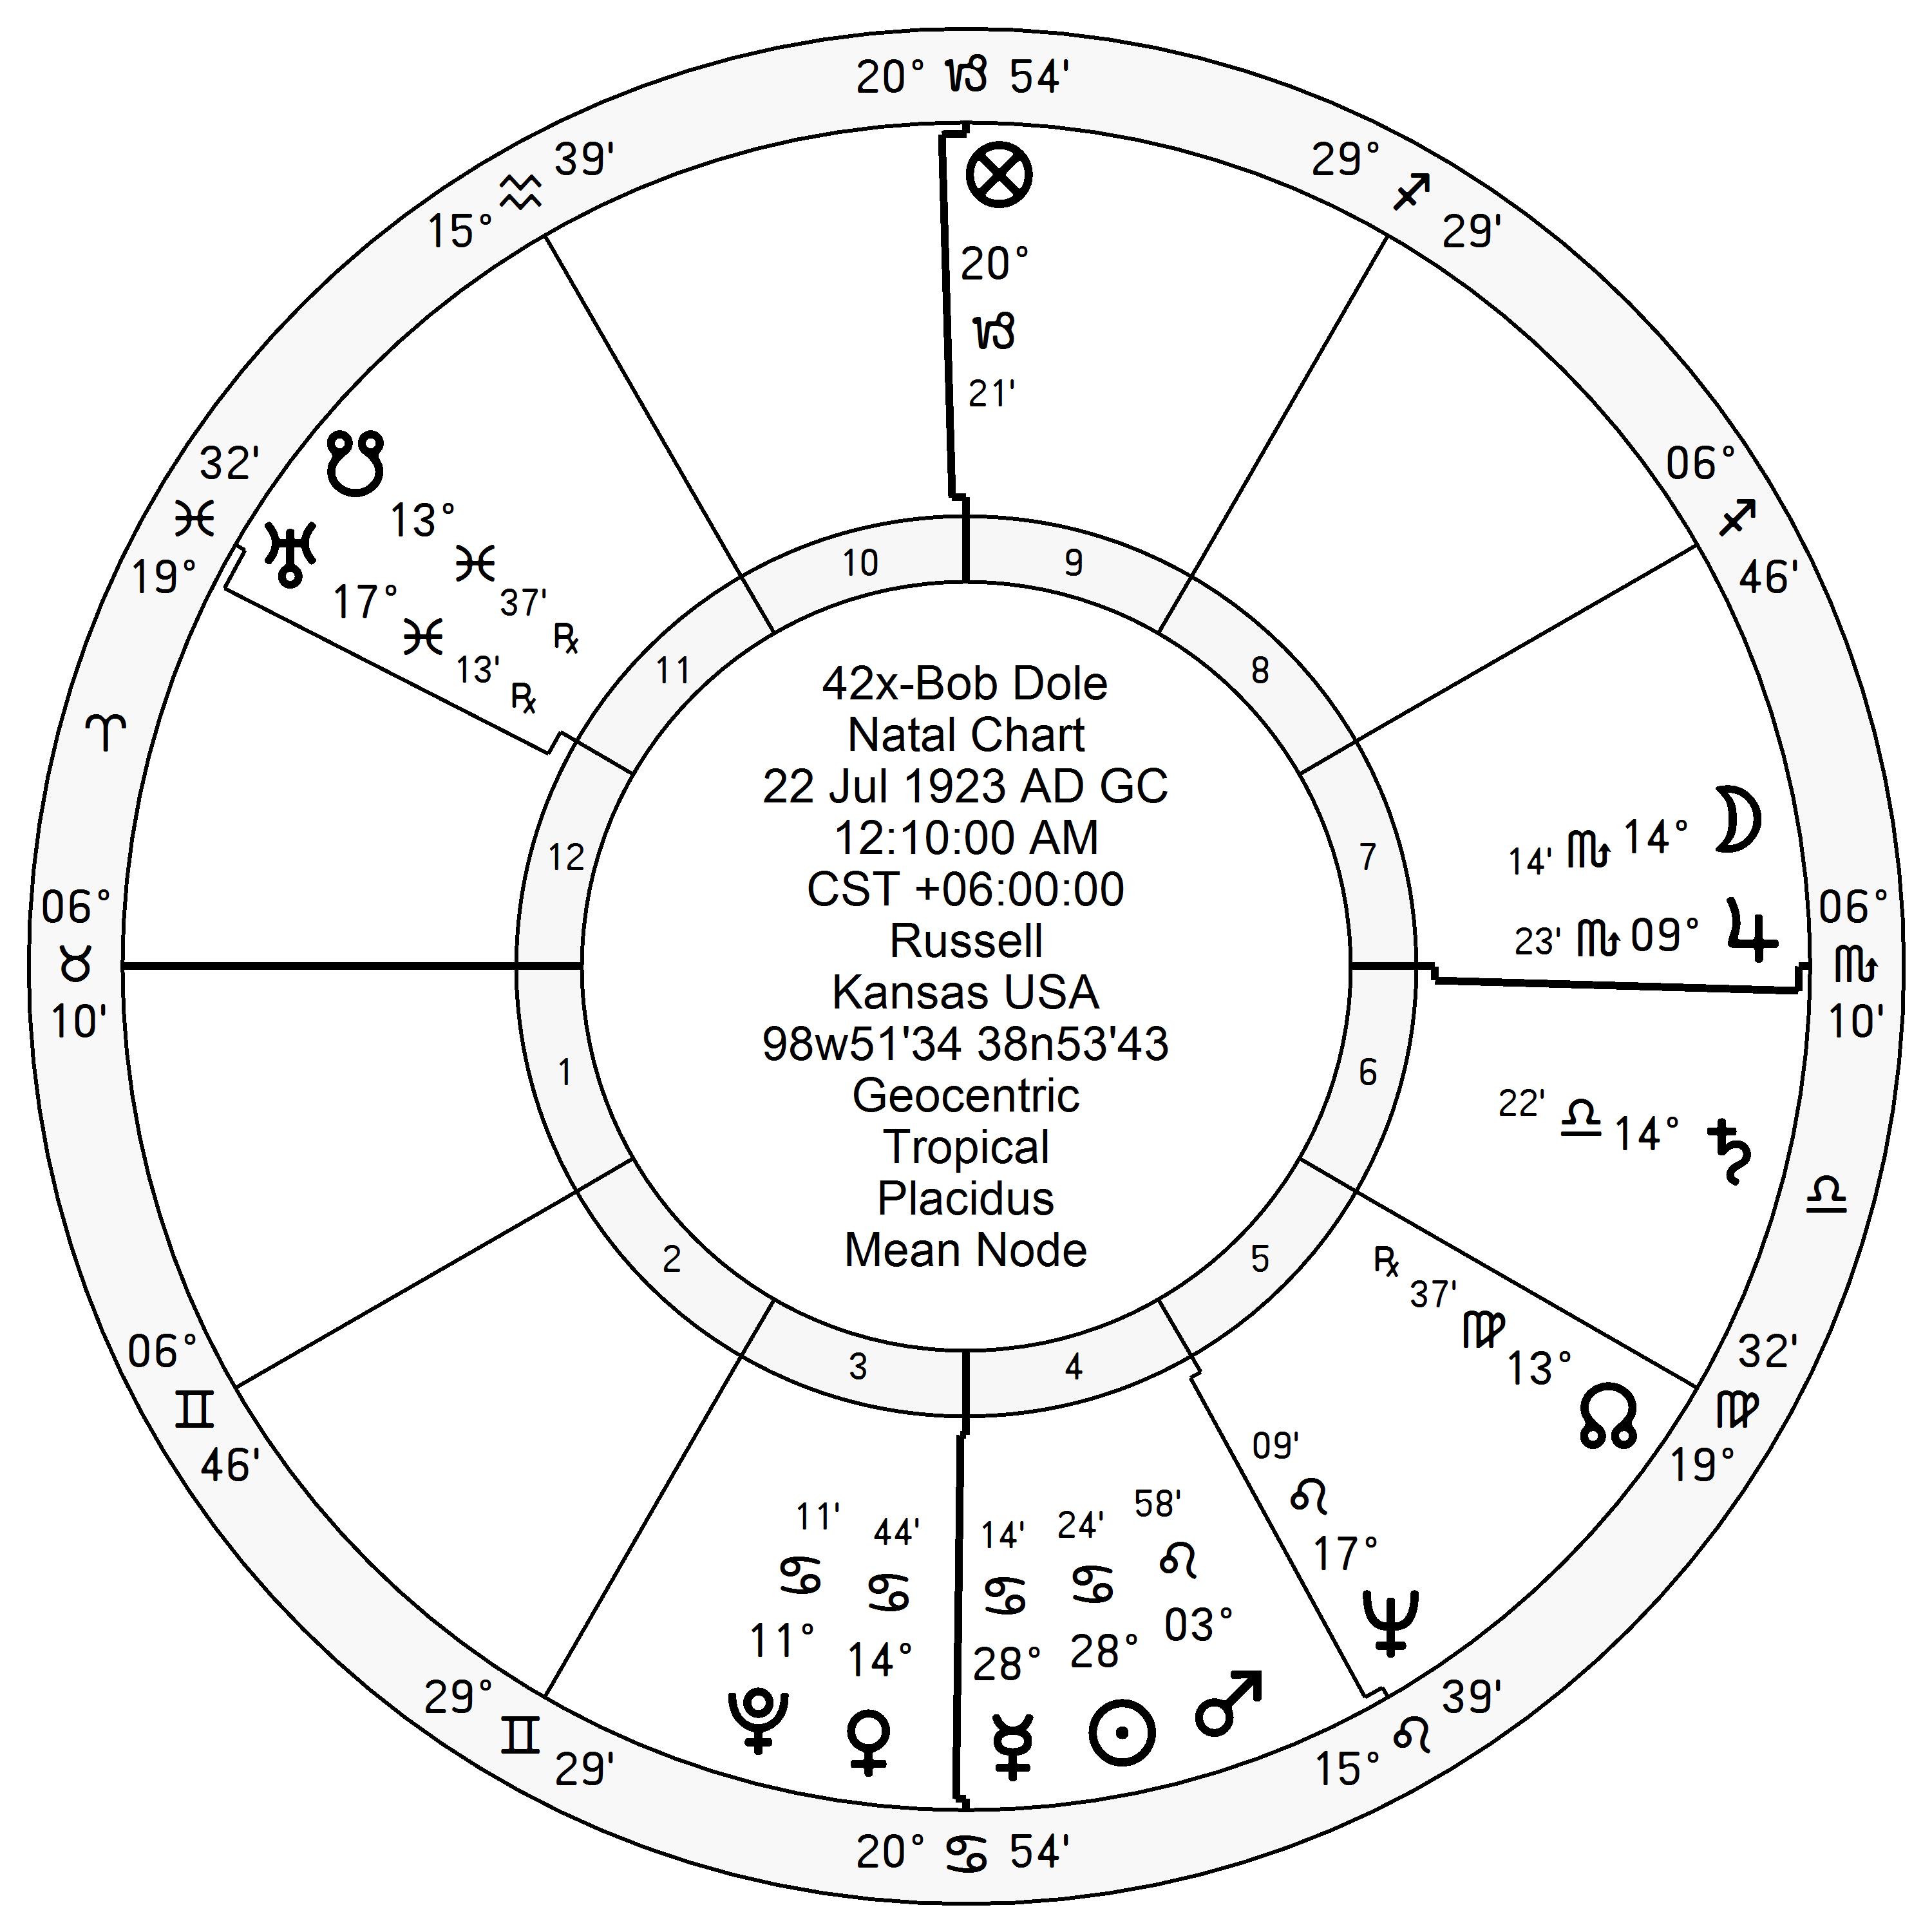 20° ♑ 54'
29° ♐ 29'
06° ♐ 46'
06° ♏ 10'
♎
32' ♍ 19°
39' ♌ 15°
20° ♋ 54'
29° ♊ 29'
06° ♊ 46'
06° ♉ 10'
♈
32' ♓ 19°
39' ♒ 15°
⊗ 20° ♑ 21'
☋ 13° ♓ 37' ℞
♅ 17° ♓ 13' ℞
14' ♏ 14° ☽
23' ♏ 09° ♃
22' ♎ 14° ♄
℞ 37' ♍ 13° ☊
09' ♌ 17° ♆
58' ♌ 03° ♂
24' ♋ 28° ☉
14' ♋ 28° ☿
44' ♋ 14° ♀
11' ♋ 11° ♇
10
9
11
8
12
7
1
6
2
5
3
4
42x-Bob Dole
Natal Chart
22 Jul 1923 AD GC
12:10:00 AM
CST +06:00:00
Russell
Kansas USA
98w51'34 38n53'43
Geocentric
Tropical
Placidus
Mean Node